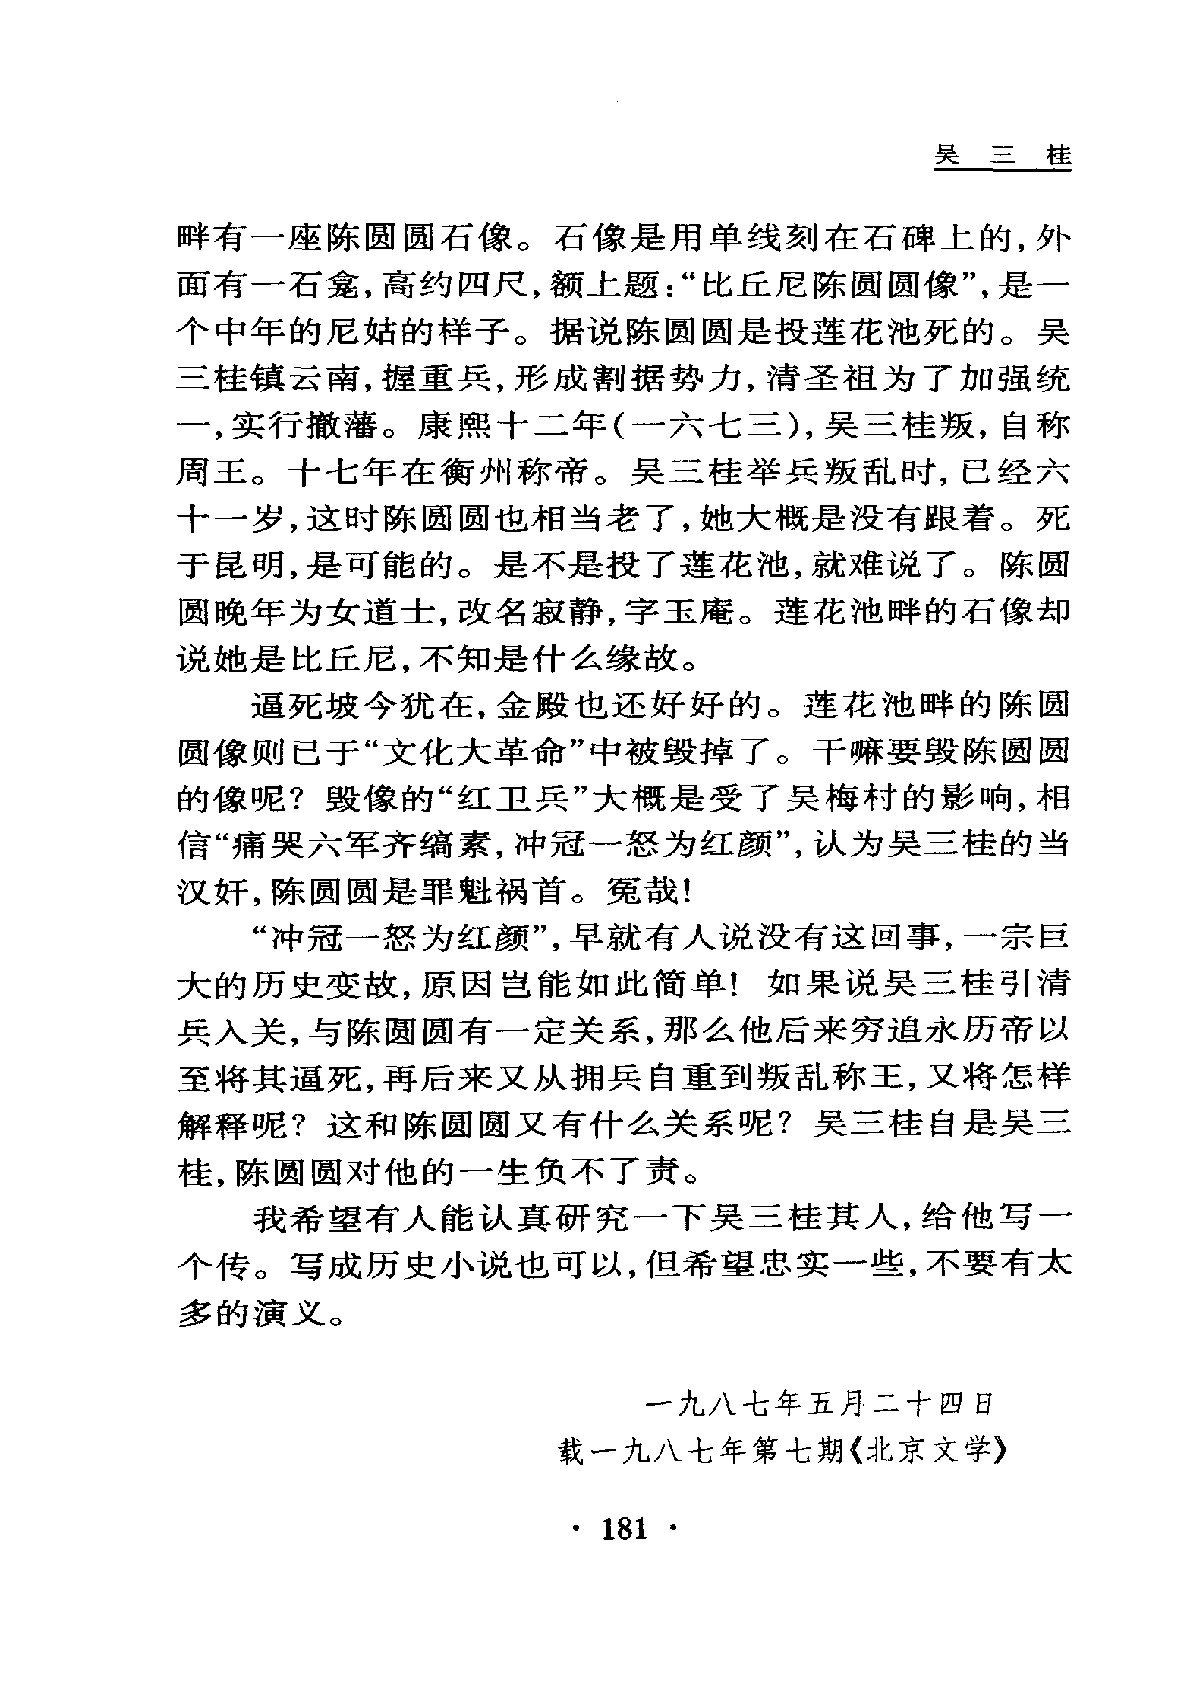 吴三桂
畔有一座陈圆圆石像。石像是用单线刻在石碑上的,外
面有一石龛,高约四尺,额上题:“比丘尼陈圆圆像”,是一
个中年的尼姑的样子。据说陈圆圆是投莲花池死的。吴
三桂镇云南,握重兵,形成割据势力,清圣祖为了加强统
一,实行撤藩。康熙十二年(一六七三),吴三桂叛,自称
周王。十七年在衡州称帝。吴三桂举兵叛乱时,已经六
十一岁,这时陈圆圆也相当老了,她大概是没有跟着。死
于昆明,是可能的。是不是投了莲花池,就难说了。陈圆
圆晚年为女道士,改名寂静,字玉庵。莲花池畔的石像却
说她是比丘尼,不知是什么缘故。
逼死坡今犹在,金殿也还好好的。莲花池畔的陈圆
圆像则已于“文化大革命”中被毁掉了。干嘛要毁陈圆圆
的像呢?毁像的“红卫兵”大概是受了吴梅村的影响,相
信“痛哭六军齐缟素,冲冠一怒为红颜”,认为吴三桂的当
汉奸,陈圆圆是罪魁祸首。冤哉!
“冲冠一怒为红颜”,早就有人说没有这回事,一宗巨
大的历史变故,原因岂能如此简单!如果说吴三桂引清
兵入关,与陈圆圆有一定关系,那么他后来穷追永历帝以
至将其逼死,再后来又从拥兵自重到叛乱称王,又将怎样
解释呢?这和陈圆圆又有什么关系呢?吴三桂自是吴三
桂,陈圆圆对他的一生负不了责。
我希望有人能认真研究一下吴三桂其人,给他写一
个传。写成历史小说也可以,但希望忠实一些,不要有太
多的演义。
一九八七年五月二十四日
载一九八七年第七期《北京文学》
· 181 ·